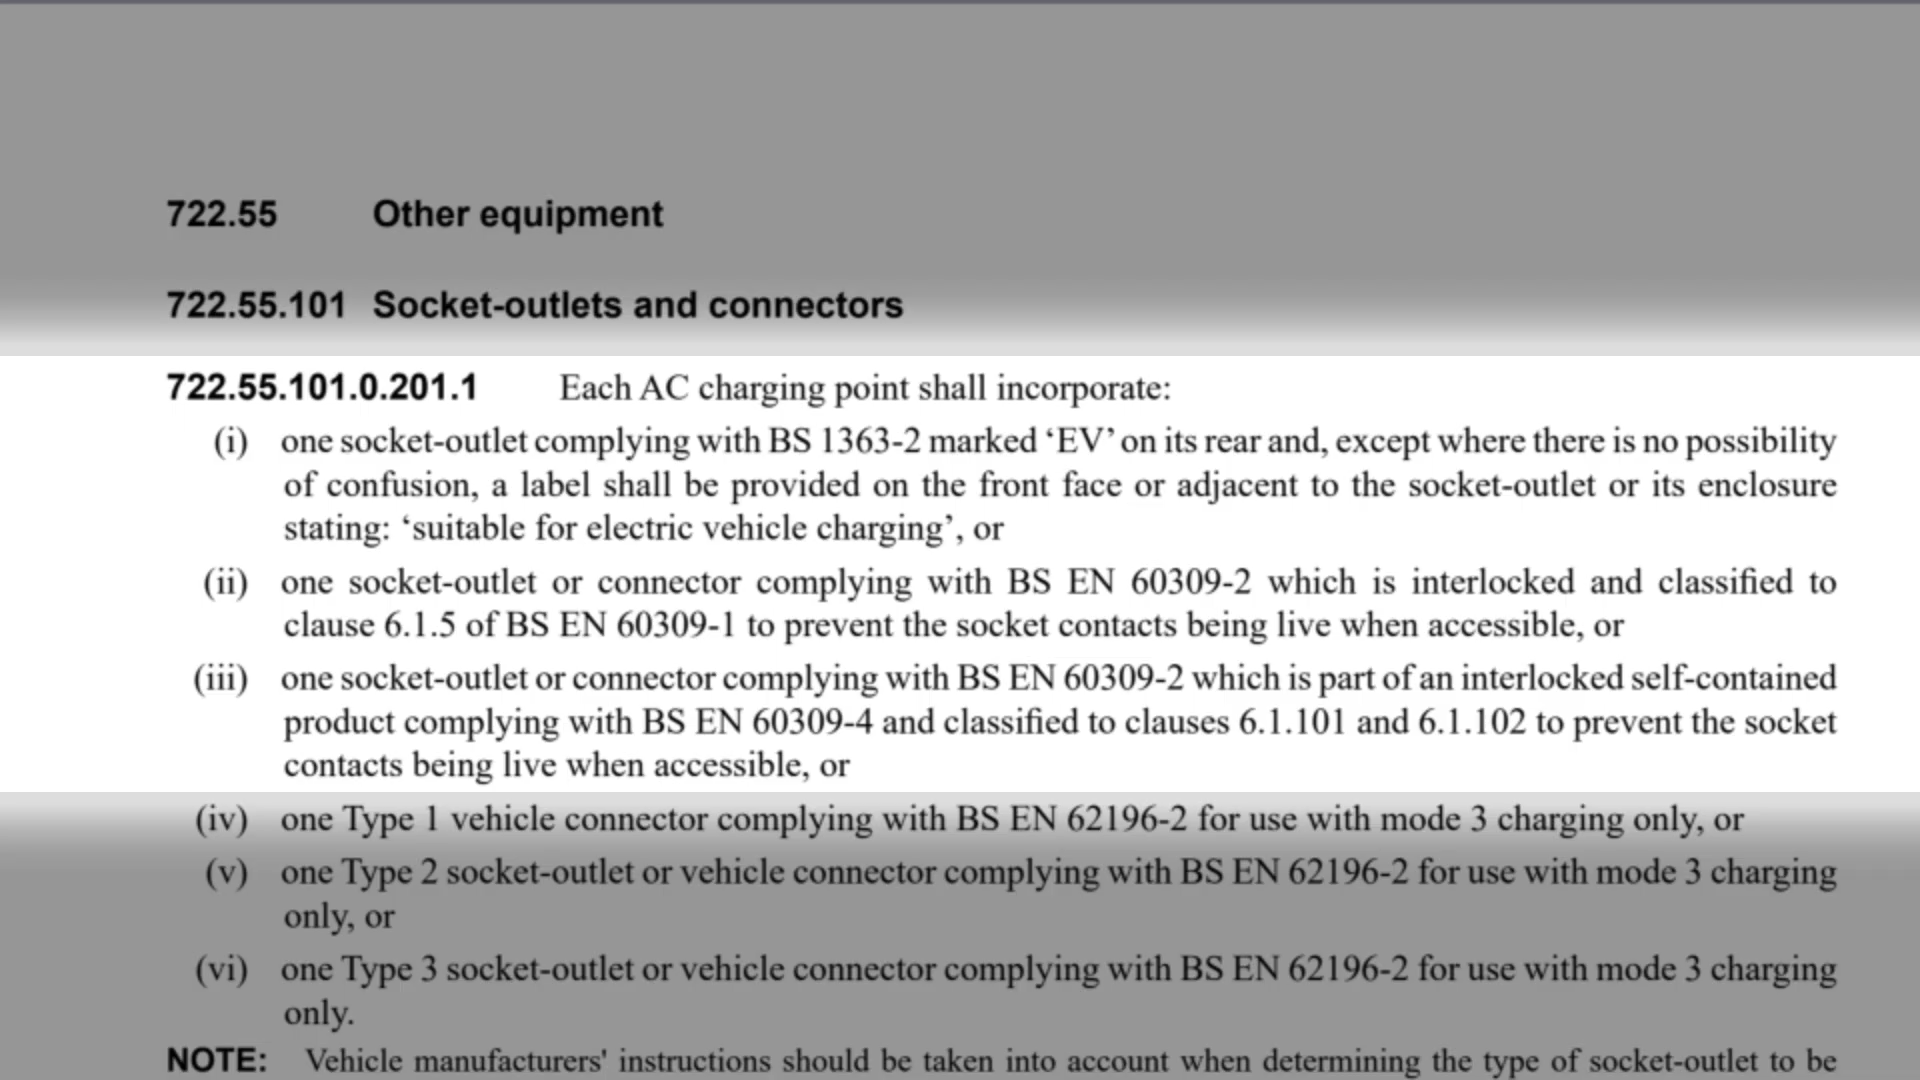 722.55 Other equipment
722.55.101 Socket-outlets and connectors
722.55.101.0.201.1 Each AC charging point shall incorporate:
(i) one socket-outlet complying with BS 1363-2 marked ‘EV’ on its rear and, except where there is no possibility
of confusion, a label shall be provided on the front face or adjacent to the socket-outlet or its enclosure
stating: ‘suitable for electric vehicle charging’, or
(ii) one socket-outlet or connector complying with BS EN 60309-2 which is interlocked and classified to
clause 6.1.5 of BS EN 60309-1 to prevent the socket contacts being live when accessible, or
(iii) one socket-outlet or connector complying with BS EN 60309-2 which is part of an interlocked self-contained
product complying with BS EN 60309-4 and classified to clauses 6.1.101 and 6.1.102 to prevent the socket
contacts being live when accessible, or
(iv) one Type 1 vehicle connector complying with BS EN 62196-2 for use with mode 3 charging only, or
(v) one Type 2 socket-outlet or vehicle connector complying with BS EN 62196-2 for use with mode 3 charging
only, or
(vi) one Type 3 socket-outlet or vehicle connector complying with BS EN 62196-2 for use with mode 3 charging
only.
NOTE: Vehicle manufacturers' instructions should be taken into account when determining the type of socket-outlet to be